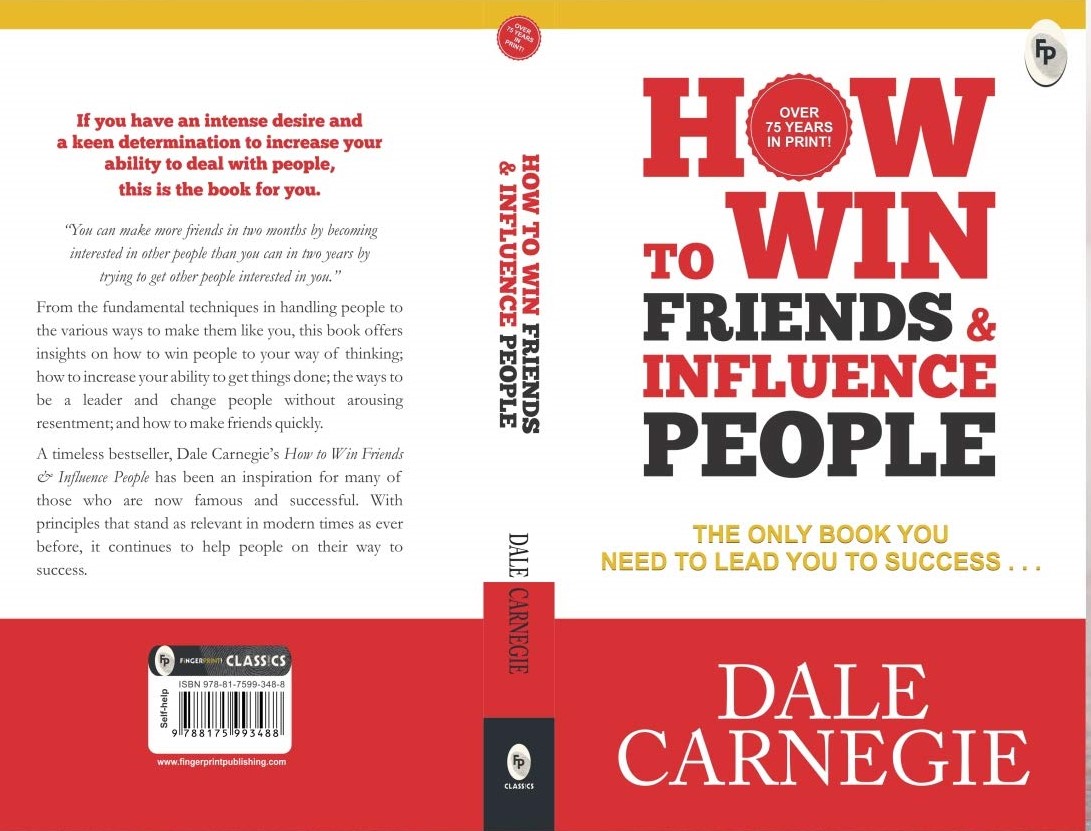 If you have an intense desire and
a keen determination to increase your
ability to deal with people,
this is the book for you.
“You can make more friends in two months by becoming
interested in other people than you can in two years by
trying to get other people interested in you.”
From the fundamental techniques in handling people to
the various ways to make them like you, this book offers
insights on how to win people to your way of thinking;
how to increase your ability to get things done; the ways to
be a leader and change people without arousing
resentment; and how to make friends quickly.
A timeless bestseller, Dale Carnegie’s How to Win Friends
& Influence People has been an inspiration for many of
those who are now famous and successful. With
principles that stand as relevant in modern times as ever
before, it continues to help people on their way to
success.
FP FINGERPRINT! CLASSICS
ISBN 978-81-7599-348-8
Self-help
9 788175 993488
www.fingerprintpublishing.com
OVER
75 YEARS
IN
PRINT!
HOW TO WIN FRIENDS
& INFLUENCE PEOPLE
DALE CARNEGIE
FP
CLASSICS
FP
HOW
OVER
75 YEARS
IN PRINT!
TO WIN
FRIENDS &
INFLUENCE
PEOPLE
THE ONLY BOOK YOU
NEED TO LEAD YOU TO SUCCESS . . .
DALE
CARNEGIE